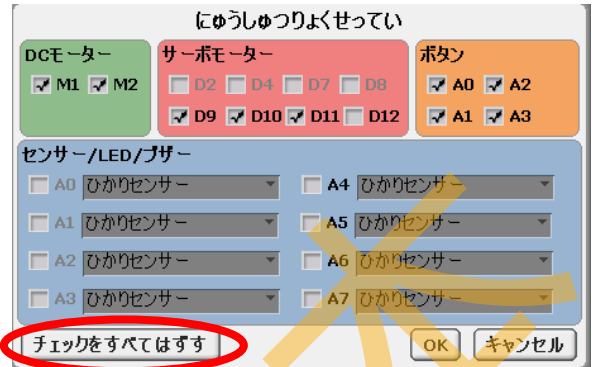 にゅうしゅつりょくせってい
DCモーター サーボモーター ボタン
M1 M2 D2 D4 D7 D8 A0 A2
D9 D10 D11 D12 A1 A3
センサー/LED/ブザー
A0 ひかりセンサー A4 ひかりセンサー
A1 ひかりセンサー A5 ひかりセンサー
A2 ひかりセンサー A6 ひかりセンサー
A3 ひかりセンサー A7 ひかりセンサー
チェックをすべてはずす OK キャンセル